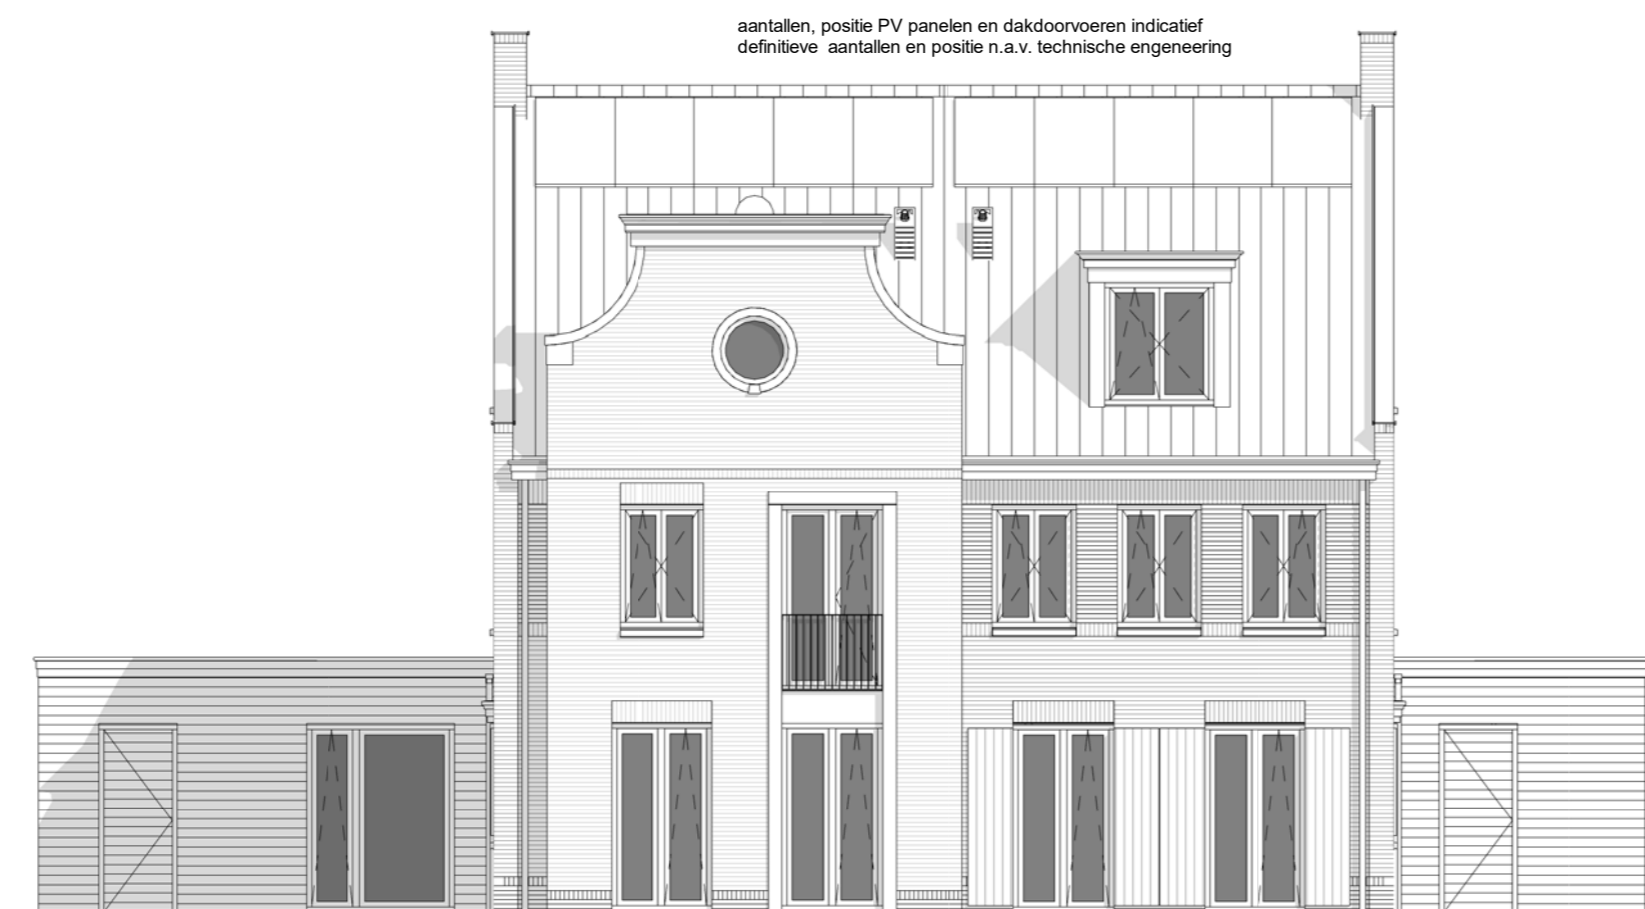 aantallen, positie PV panelen en dakdoorvoeren indicatief
definitieve  aantallen en positie n.a.v. technische engeneering